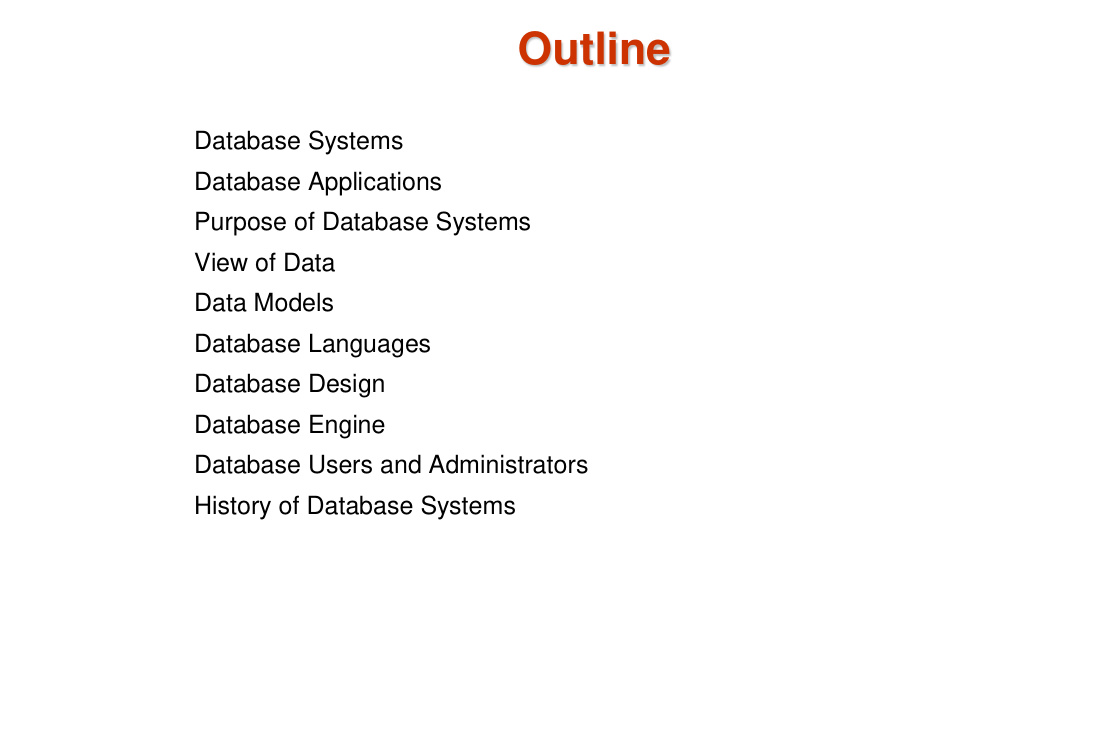 Outline
Database Systems
Database Applications
Purpose of Database Systems
View of Data
Data Models
Database Languages
Database Design
Database Engine
Database Users and Administrators
History of Database Systems